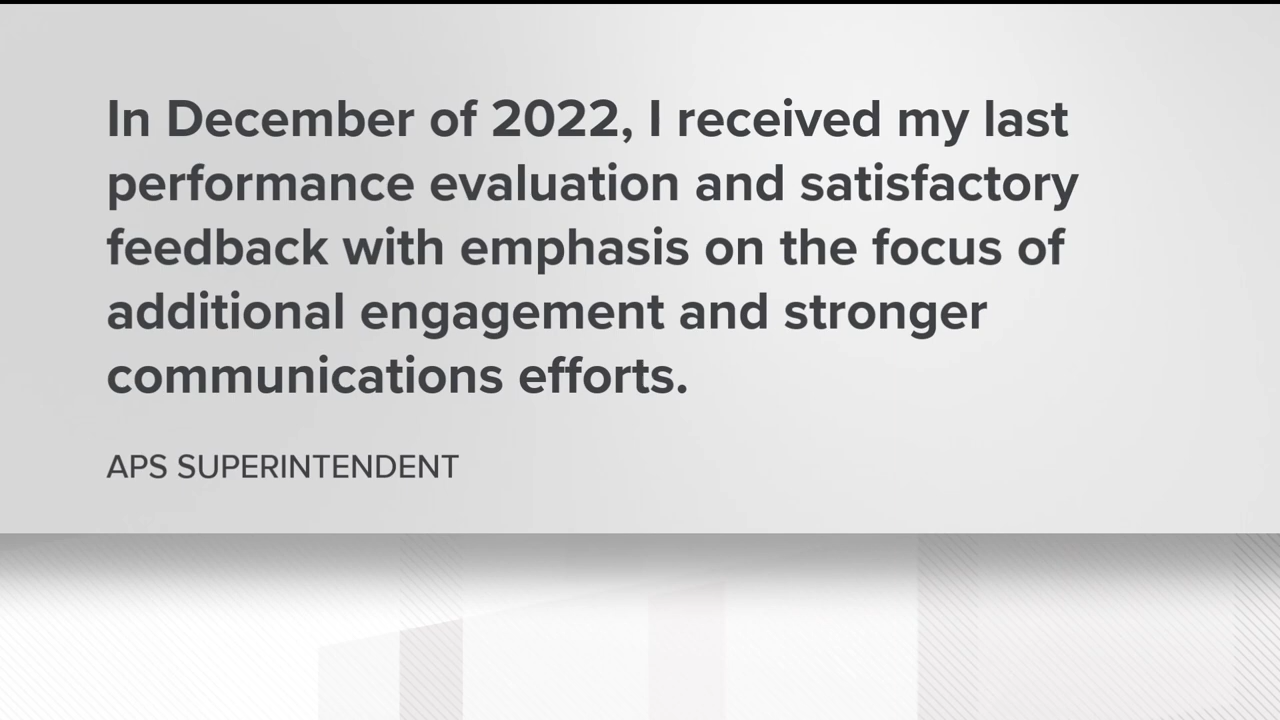 In December of 2022, I received my last
performance evaluation and satisfactory
feedback with emphasis on the focus of
additional engagement and stronger
communications efforts.
APS SUPERINTENDENT